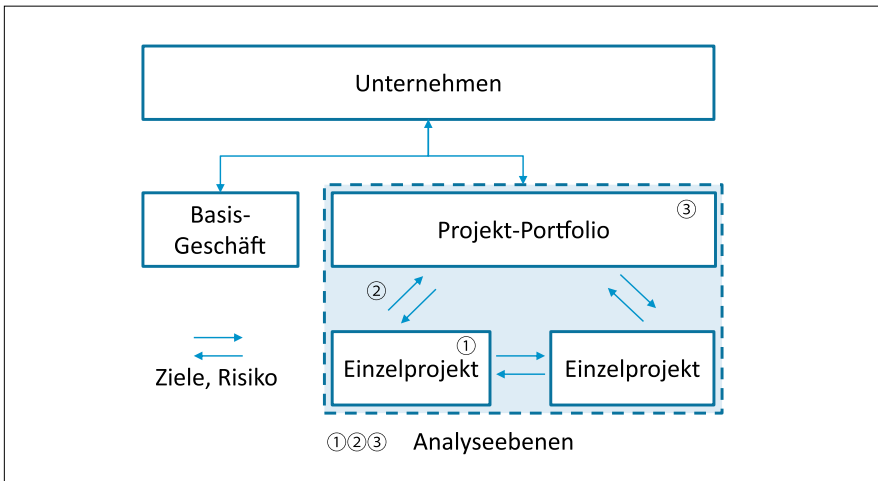 Unternehmen
Basis-
Geschäft
Projekt-Portfolio
③
②
①
Einzelprojekt
Einzelprojekt
Ziele, Risiko
①②③ Analyseebenen